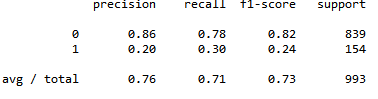 precision recall f1-score support
0 0.86 0.78 0.82 839
1 0.20 0.30 0.24 154
avg / total 0.76 0.71 0.73 993